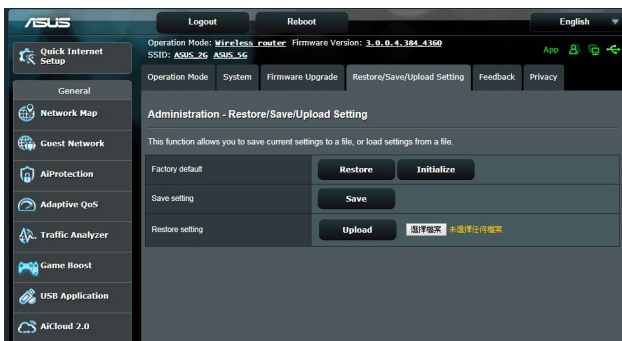 ASUS
Logout Reboot English
Quick Internet Setup
Operation Mode: Wireless router Firmware Version: 3.0.0.4.384_4360
SSID: ASUS_2G ASUS_5G
App
Operation Mode System Firmware Upgrade Restore/Save/Upload Setting Feedback Privacy
General
Network Map
Guest Network
AiProtection
Adaptive QoS
Traffic Analyzer
Game Boost
USB Application
AiCloud 2.0
Administration - Restore/Save/Upload Setting
This function allows you to save current settings to a file, or load settings from a file.
Factory default Restore Initialize
Save setting Save
Restore setting Upload 選擇檔案 未選擇任何檔案